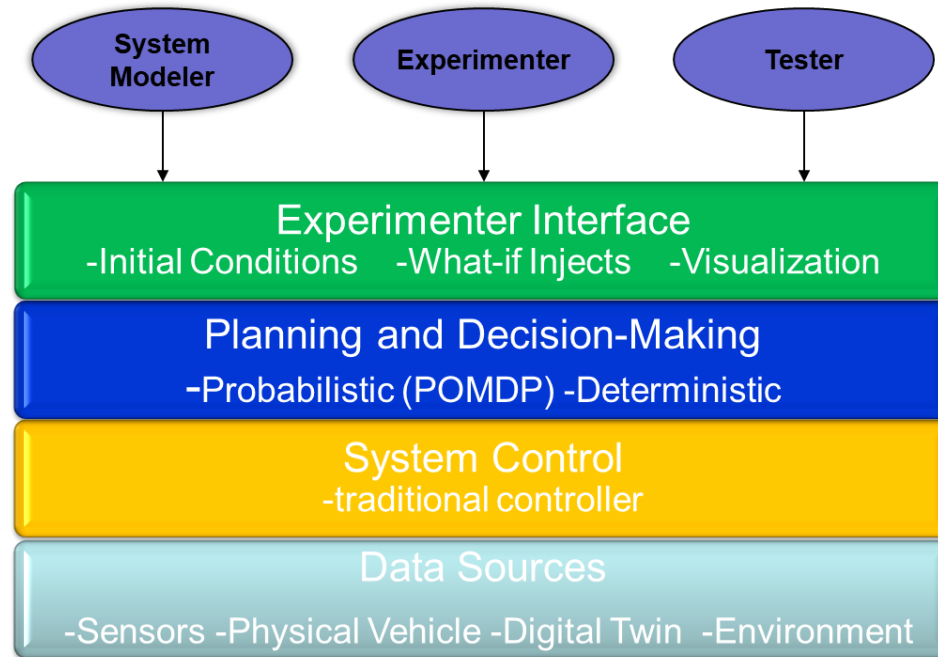 System
Modeler
Experimenter
Tester
Experimenter Interface
-Initial Conditions -What-if Injects -Visualization
Planning and Decision-Making
-Probabilistic (POMDP) -Deterministic
System Control
-traditional controller
Data Sources
-Sensors -Physical Vehicle -Digital Twin -Environment